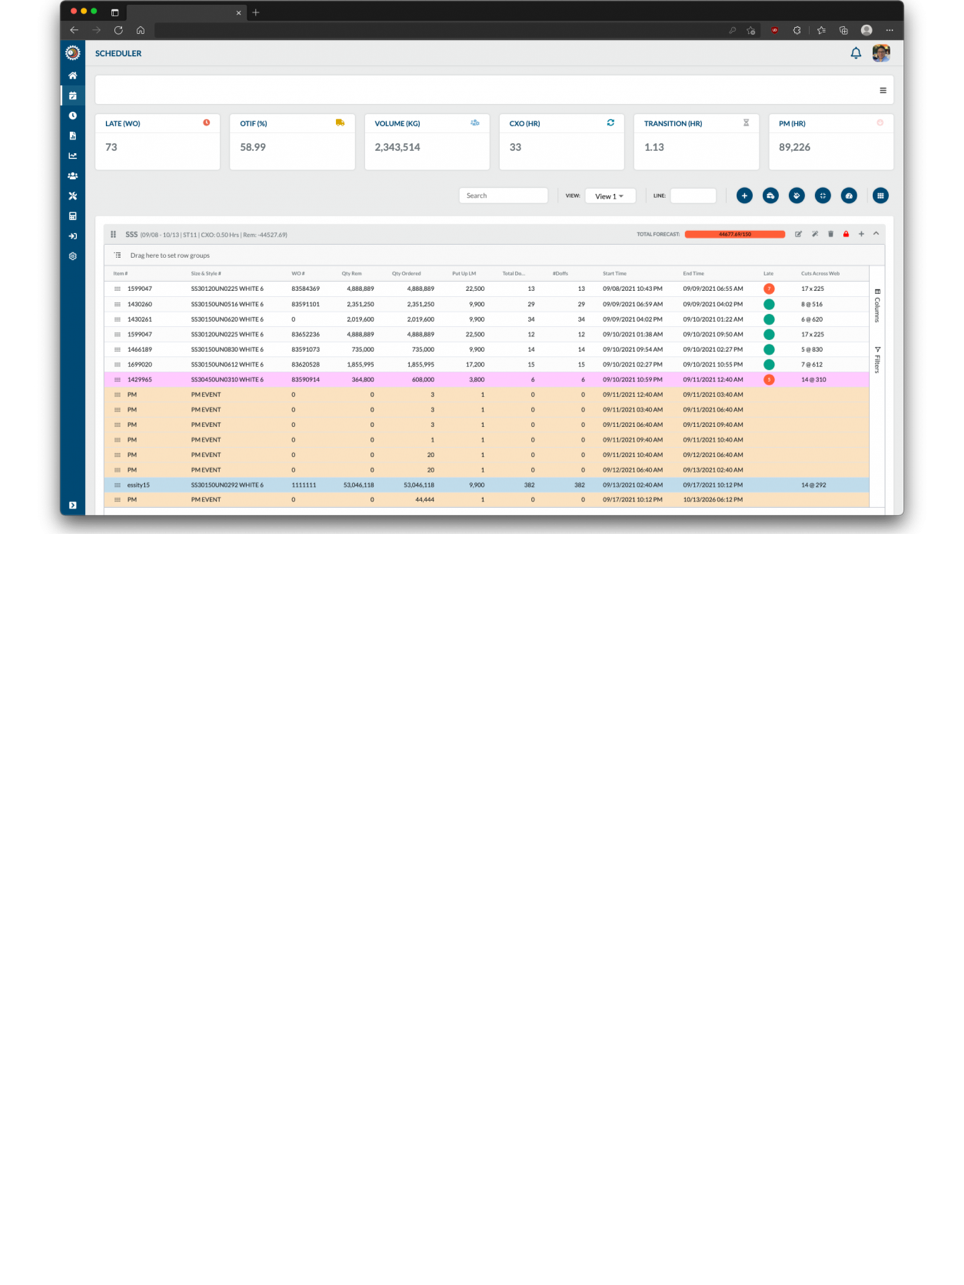 SCHEDULER
LATE (WO) OTIF (%) VOLUME (KG) CXO (HR) TRANSITION (HR) PM (HR)
73 58.99 2,343,514 33 1.13 89,226
Search VIEW: View 1 LINE:
SSS (09/08 - 10/13 | ST11 | CXO: 0.50 Hrs | Rem: -44527.69) TOTAL FORECAST: 44677.69/150
Drag here to set row groups
Item # Size & Style # WO # Qty Rem Qty Ordered Put Up LM Total Do... #Doffs Start Time End Time Late Cuts Across Web
1599047 SS30120UN0225 WHITE 6 83584369 4,888,889 4,888,889 22,500 13 13 09/08/2021 10:43 PM 09/09/2021 06:55 AM 17 x 225
1430260 SS30150UN0516 WHITE 6 83591101 2,351,250 2,351,250 9,900 29 29 09/09/2021 06:59 AM 09/09/2021 04:02 PM 8 @ 516
1430261 SS30150UN0620 WHITE 6 0 2,019,600 2,019,600 9,900 34 34 09/09/2021 04:02 PM 09/10/2021 01:22 AM 6 @ 620
1599047 SS30120UN0225 WHITE 6 83652236 4,888,889 4,888,889 22,500 12 12 09/10/2021 01:38 AM 09/10/2021 09:50 AM 17 x 225
1466189 SS30150UN0830 WHITE 6 83591073 735,000 735,000 9,900 14 14 09/10/2021 09:54 AM 09/10/2021 02:27 PM 5 @ 830
1699020 SS30150UN0612 WHITE 6 83620528 1,855,995 1,855,995 17,200 15 15 09/10/2021 02:27 PM 09/10/2021 10:55 PM 7 @ 612
1429965 SS30450UN0310 WHITE 6 83590914 364,800 608,000 3,800 6 6 09/10/2021 10:59 PM 09/11/2021 12:40 AM 14 @ 310
PM PM EVENT 0 0 3 1 0 0 09/11/2021 12:40 AM 09/11/2021 03:40 AM
PM PM EVENT 0 0 3 1 0 0 09/11/2021 03:40 AM 09/11/2021 06:40 AM
PM PM EVENT 0 0 3 1 0 0 09/11/2021 06:40 AM 09/11/2021 09:40 AM
PM PM EVENT 0 0 1 1 0 0 09/11/2021 09:40 AM 09/11/2021 10:40 AM
PM PM EVENT 0 0 20 1 0 0 09/11/2021 10:40 AM 09/12/2021 06:40 AM
PM PM EVENT 0 0 20 1 0 0 09/12/2021 06:40 AM 09/13/2021 02:40 AM
essity15 SS30150UN0292 WHITE 6 1111111 53,046,118 53,046,118 9,900 382 382 09/13/2021 02:40 AM 09/17/2021 10:12 PM 14 @ 292
PM PM EVENT 0 0 44,444 1 0 0 09/17/2021 10:12 PM 10/13/2026 06:12 PM
Columns
Filters